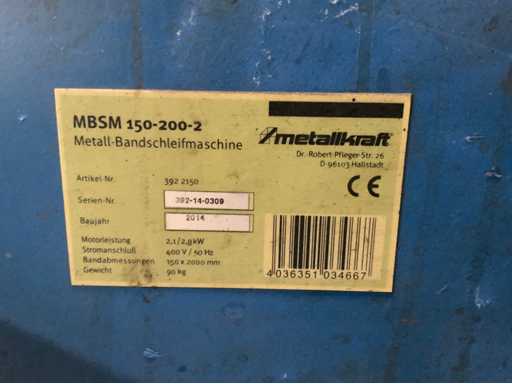 MBSM 150-200-2
Metall-Bandschleifmaschine
metallkraft
Dr.-Robert-Pfleger-Str. 26
D-96103 Hallstadt
CE
Artikel-Nr. 392 2150
Serien-Nr. 392-14-0309
Baujahr 2014
Motorleistung 2,1/2,8kW
Stromanschluß 400 V / 50 Hz
Bandabmessungen 150 x 2000 mm
Gewicht 90 kg
4 036351 034667